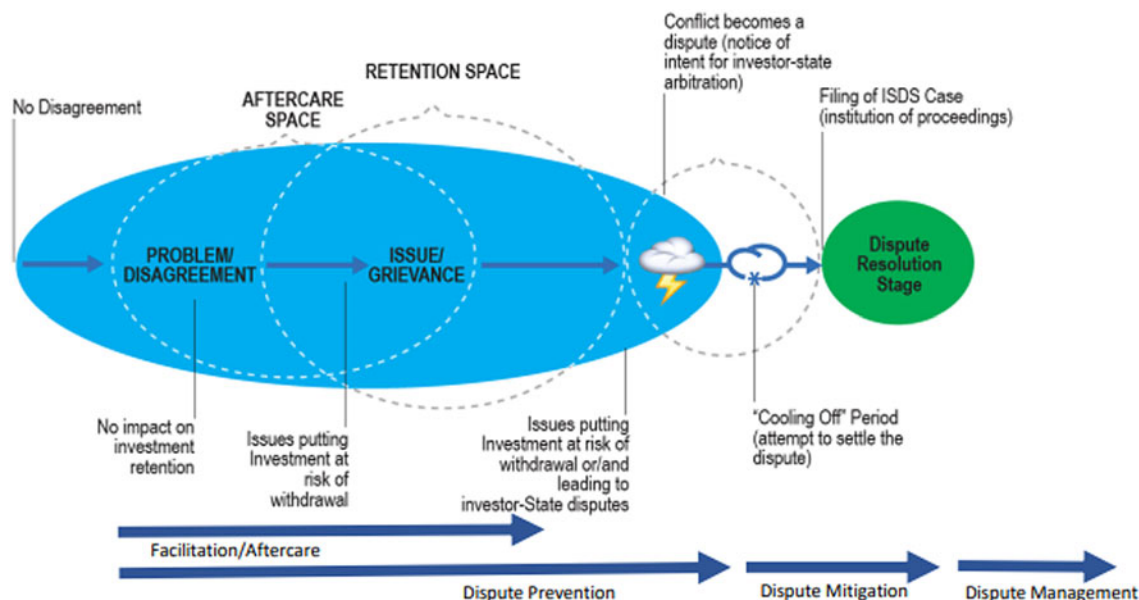 Conflict becomes a
dispute (notice of
intent for investor-state
arbitration)
RETENTION SPACE
Filing of ISDS Case
(institution of proceedings)
No Disagreement
AFTERCARE
SPACE
PROBLEM/
DISAGREEMENT
ISSUE/
GRIEVANCE
Dispute
Resolution
Stage
No impact on
investment
retention
Issues putting
Investment at
risk of
withdrawal
Issues putting
Investment at risk of
withdrawal or/and
leading to
investor-State disputes
“Cooling Off” Period
(attempt to settle the
dispute)
Facilitation/Aftercare
Dispute Prevention
Dispute Mitigation
Dispute Management